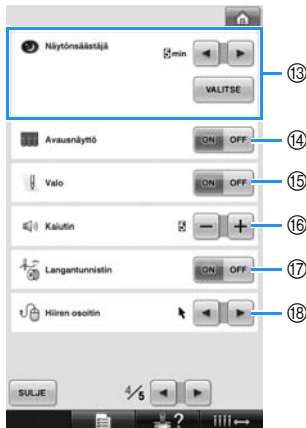 Näytönsäästäjä 5 min
VALITSE
⑬
Avausnäyttö ON OFF ⑭
Valo ON OFF ⑮
Kaiutin − + ⑯
Langantunnistin ON OFF ⑰
Hiiren osoitin ⑱
SULJE 4/5
?